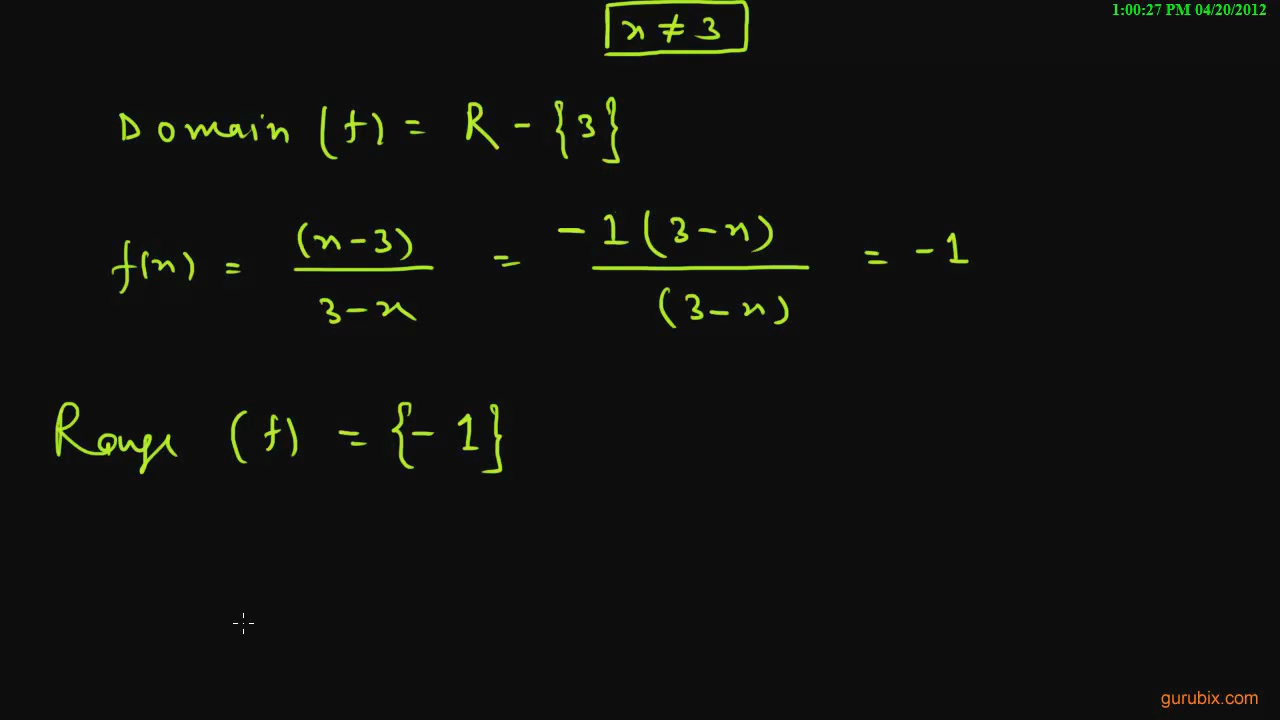 1:00:27 PM 04/20/2012
x ≠ 3
Domain (f) = R - {3}
f(x) = (x-3) / 3-x = -1(3-x) / (3-x) = -1
Range (f) = {-1}
gurubix.com